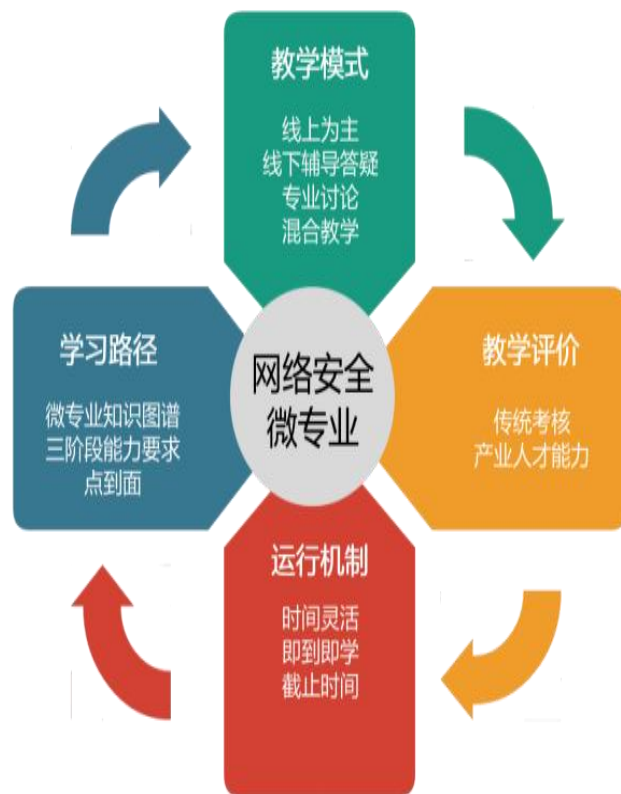 教学模式
线上为主
线下辅导答疑
专业讨论
混合教学
学习路径
微专业知识图谱
三阶段能力要求
点到面
网络安全
微专业
教学评价
传统考核
产业人才能力
运行机制
时间灵活
即到即学
截止时间